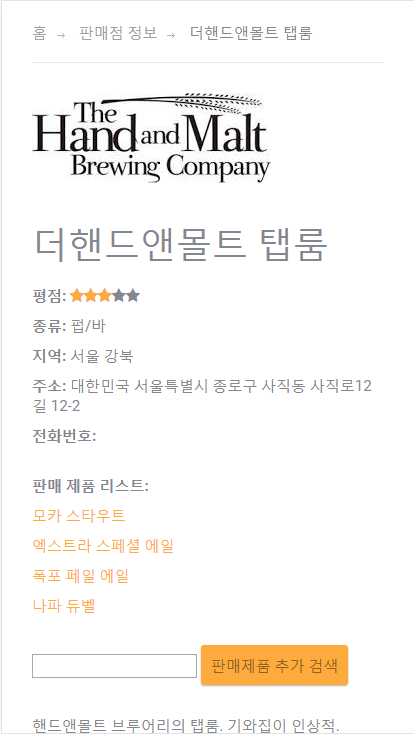 홈 → 판매점 정보 → 더핸드앤몰트 탭룸
The
Hand and Malt
Brewing Company
더핸드앤몰트 탭룸
평점: ★★★★★
종류: 펍/바
지역: 서울 강북
주소: 대한민국 서울특별시 종로구 사직동 사직로12
길 12-2
전화번호:
판매 제품 리스트:
모카 스타우트
엑스트라 스페셜 에일
폭포 페일 에일
나파 듀벨
판매제품 추가 검색
핸드앤몰트 브루어리의 탭룸. 기와집이 인상적.